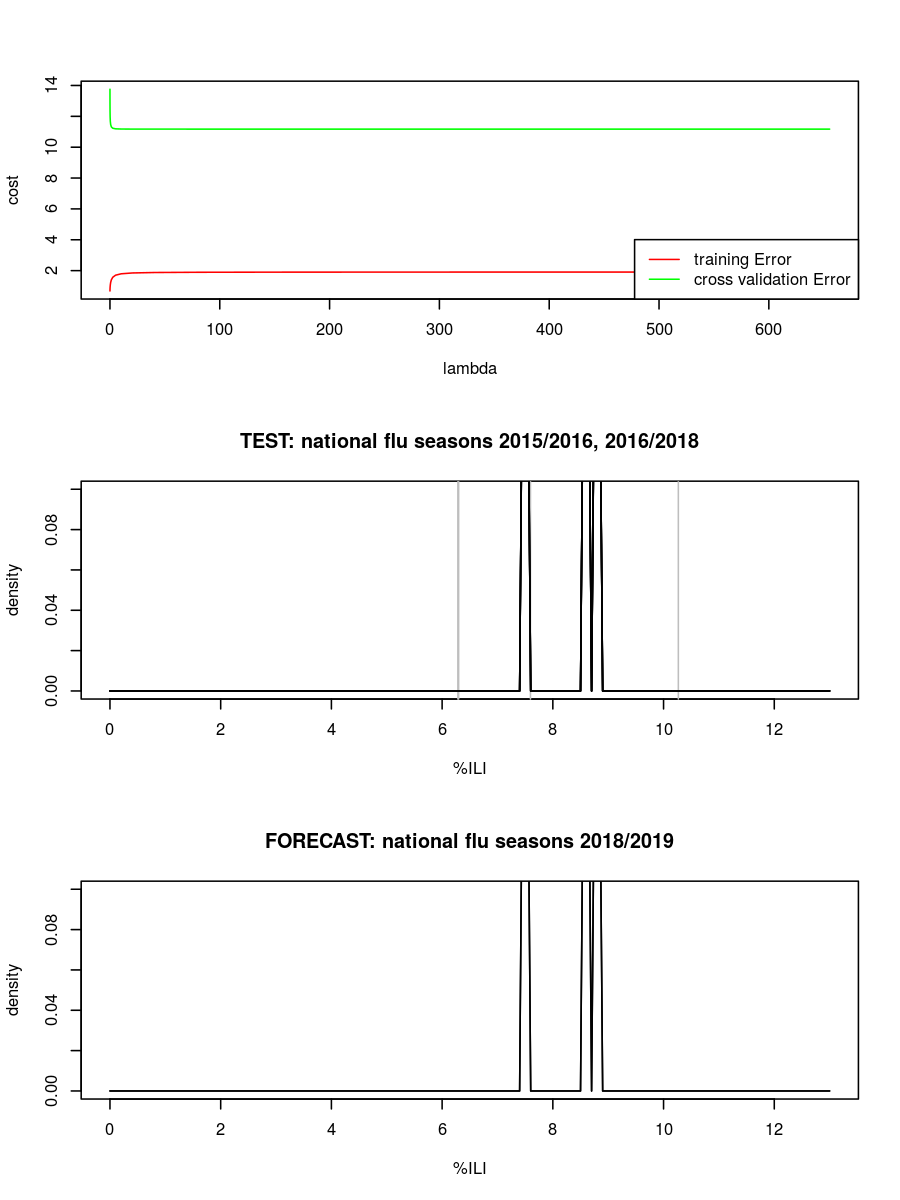 14
10
8
6
4
2
cost
training Error
cross validation Error
0 100 200 300 400 500 600
lambda
TEST: national flu seasons 2015/2016, 2016/2018
0.08
0.04
0.00
density
0 2 4 6 8 10 12
%ILI
FORECAST: national flu seasons 2018/2019
0.08
0.04
0.00
density
0 2 4 6 8 10 12
%ILI